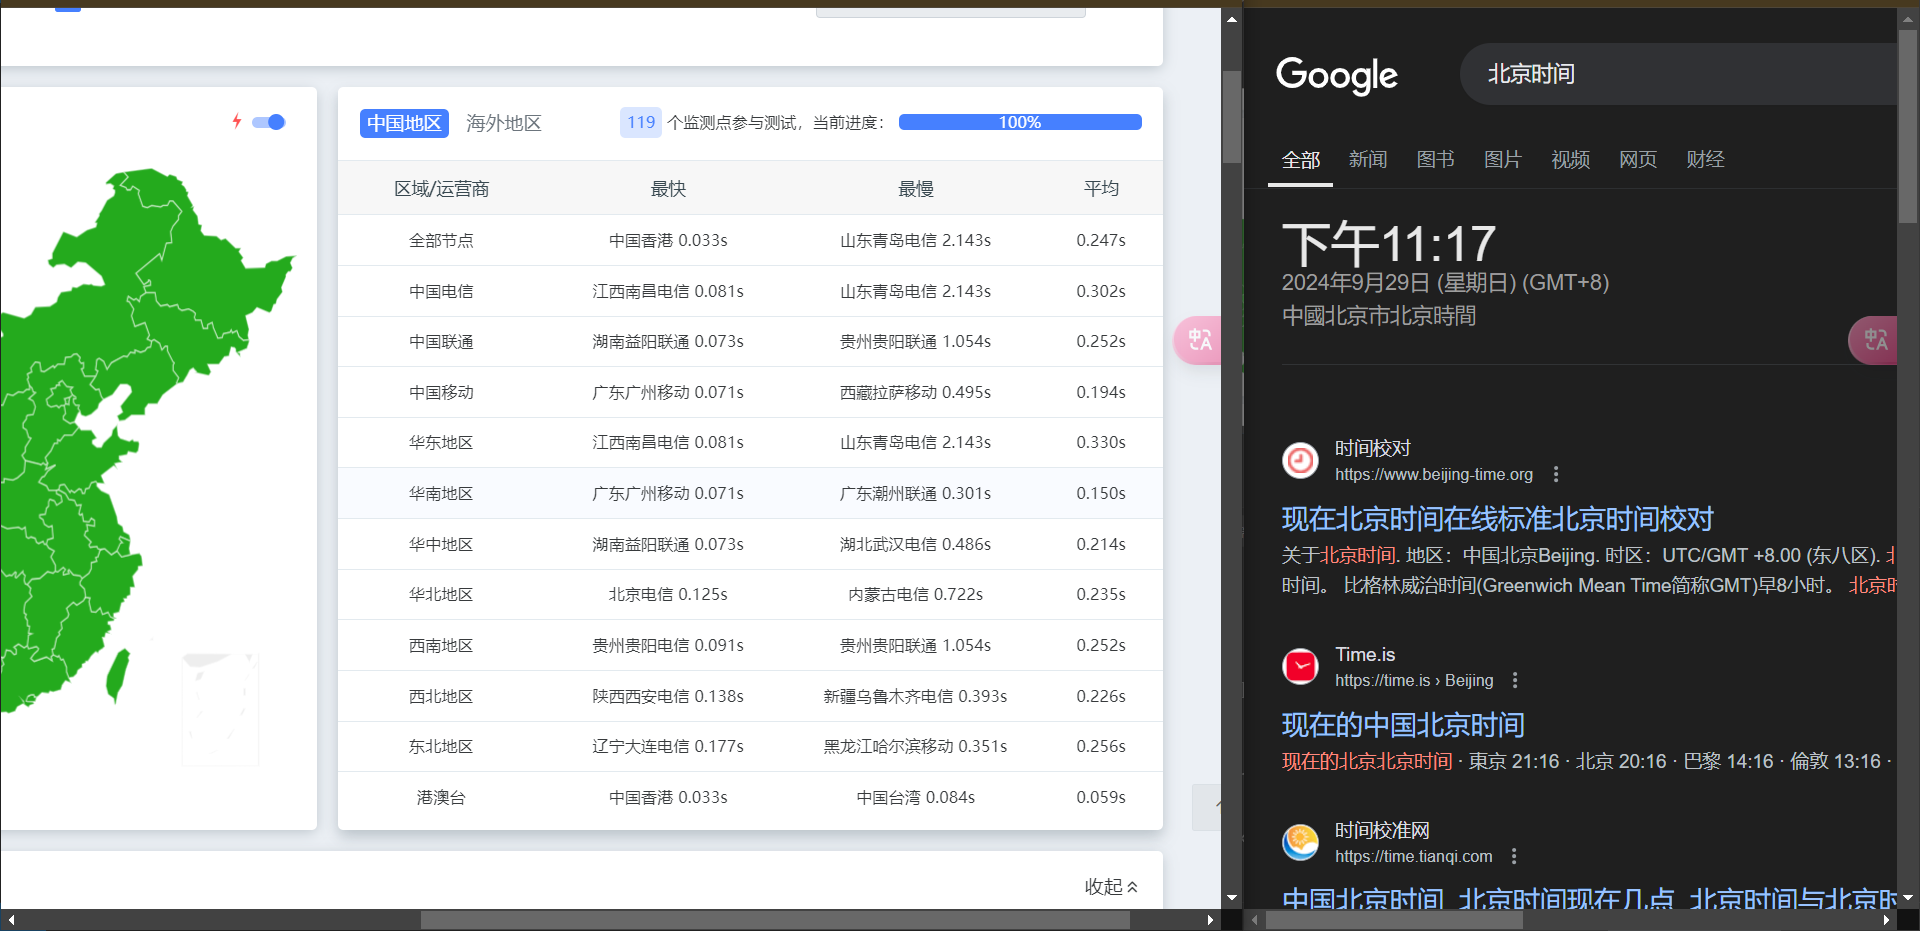 中国地区 海外地区 119 个监测点参与测试，当前进度： 100%
区域/运营商 最快 最慢 平均
全部节点 中国香港 0.033s 山东青岛电信 2.143s 0.247s
中国电信 江西南昌电信 0.081s 山东青岛电信 2.143s 0.302s
中国联通 湖南益阳联通 0.073s 贵州贵阳联通 1.054s 0.252s
中国移动 广东广州移动 0.071s 西藏拉萨移动 0.495s 0.194s
华东地区 江西南昌电信 0.081s 山东青岛电信 2.143s 0.330s
华南地区 广东广州移动 0.071s 广东潮州联通 0.301s 0.150s
华中地区 湖南益阳联通 0.073s 湖北武汉电信 0.486s 0.214s
华北地区 北京电信 0.125s 内蒙古电信 0.722s 0.235s
西南地区 贵州贵阳电信 0.091s 贵州贵阳联通 1.054s 0.252s
西北地区 陕西西安电信 0.138s 新疆乌鲁木齐电信 0.393s 0.226s
东北地区 辽宁大连电信 0.177s 黑龙江哈尔滨移动 0.351s 0.256s
港澳台 中国香港 0.033s 中国台湾 0.084s 0.059s
收起
中A
Google 北京时间
全部 新闻 图书 图片 视频 网页 财经
下午11:17
2024年9月29日 (星期日) (GMT+8)
中國北京市北京時間
中A
时间校对
https://www.beijing-time.org
现在北京时间在线标准北京时间校对
关于北京时间. 地区：中国北京Beijing. 时区：UTC/GMT +8.00 (东八区). 北
时间。 比格林威治时间(Greenwich Mean Time简称GMT)早8小时。 北京时
Time.is
https://time.is › Beijing
现在的中国北京时间
现在的北京北京时间 · 東京 21:16 · 北京 20:16 · 巴黎 14:16 · 倫敦 13:16 ·
时间校准网
https://time.tianqi.com
中国北京时间_北京时间现在几点_北京时间与北京时